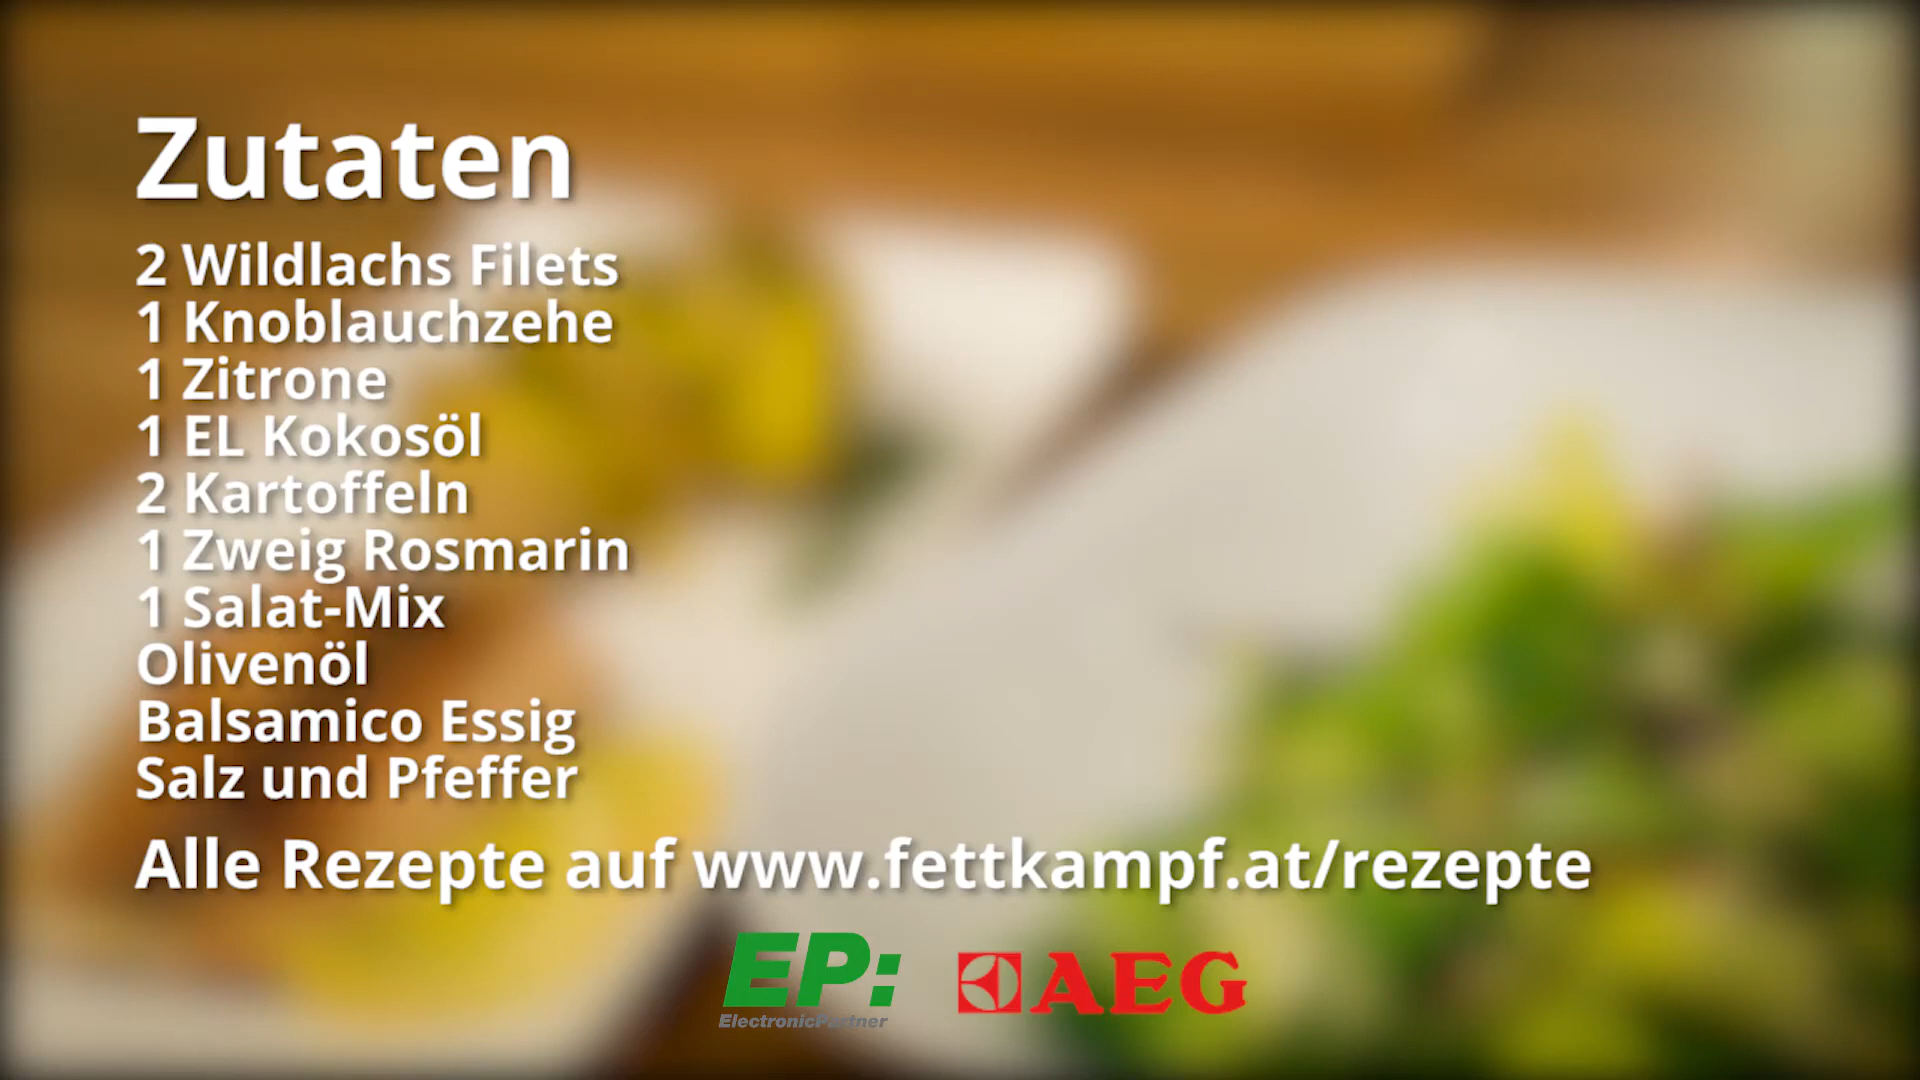 Zutaten
2 Wildlachs Filets
1 Knoblauchzehe
1 Zitrone
1 EL Kokosöl
2 Kartoffeln
1 Zweig Rosmarin
1 Salat-Mix
Olivenöl
Balsamico Essig
Salz und Pfeffer
Alle Rezepte auf www.fettkampf.at/rezepte
EP: AEG
ElectronicPartner